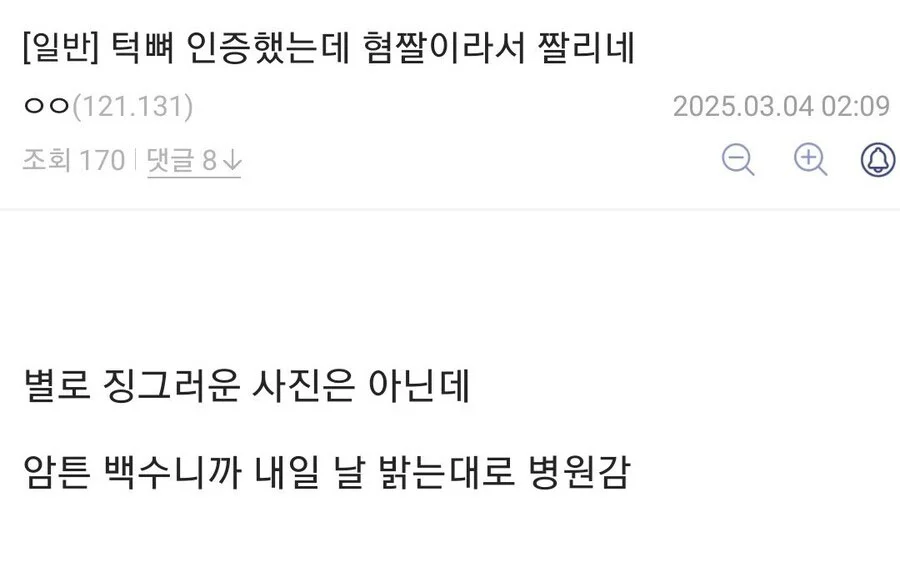 [일반] 턱뼈 인증했는데 혐짤이라서 짤리네
ㅇㅇ(121.131) 2025.03.04 02:09
조회 170 댓글 8↓
별로 징그러운 사진은 아닌데
암튼 백수니까 내일 날 밝는대로 병원감